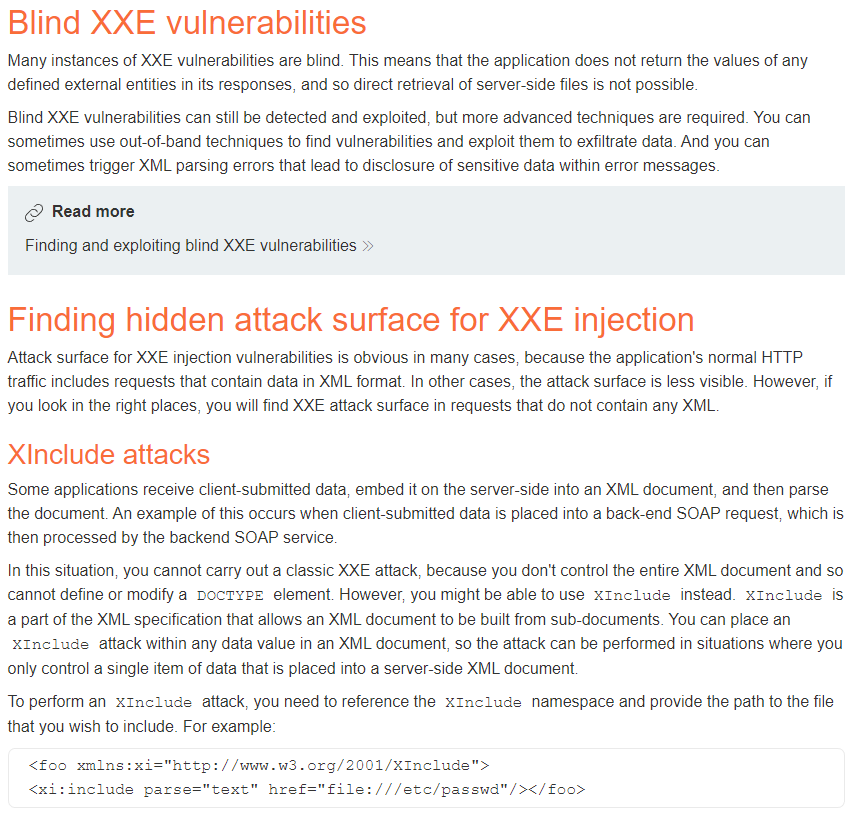 Blind XXE vulnerabilities
Many instances of XXE vulnerabilities are blind. This means that the application does not return the values of any
defined external entities in its responses, and so direct retrieval of server-side files is not possible.
Blind XXE vulnerabilities can still be detected and exploited, but more advanced techniques are required. You can
sometimes use out-of-band techniques to find vulnerabilities and exploit them to exfiltrate data. And you can
sometimes trigger XML parsing errors that lead to disclosure of sensitive data within error messages.
Read more
Finding and exploiting blind XXE vulnerabilities »
Finding hidden attack surface for XXE injection
Attack surface for XXE injection vulnerabilities is obvious in many cases, because the application's normal HTTP
traffic includes requests that contain data in XML format. In other cases, the attack surface is less visible. However, if
you look in the right places, you will find XXE attack surface in requests that do not contain any XML.
XInclude attacks
Some applications receive client-submitted data, embed it on the server-side into an XML document, and then parse
the document. An example of this occurs when client-submitted data is placed into a back-end SOAP request, which is
then processed by the backend SOAP service.
In this situation, you cannot carry out a classic XXE attack, because you don't control the entire XML document and so
cannot define or modify a DOCTYPE element. However, you might be able to use XInclude instead. XInclude is
a part of the XML specification that allows an XML document to be built from sub-documents. You can place an
XInclude attack within any data value in an XML document, so the attack can be performed in situations where you
only control a single item of data that is placed into a server-side XML document.
To perform an XInclude attack, you need to reference the XInclude namespace and provide the path to the file
that you wish to include. For example:
<foo xmlns:xi="http://www.w3.org/2001/XInclude">
<xi:include parse="text" href="file:///etc/passwd"/></foo>